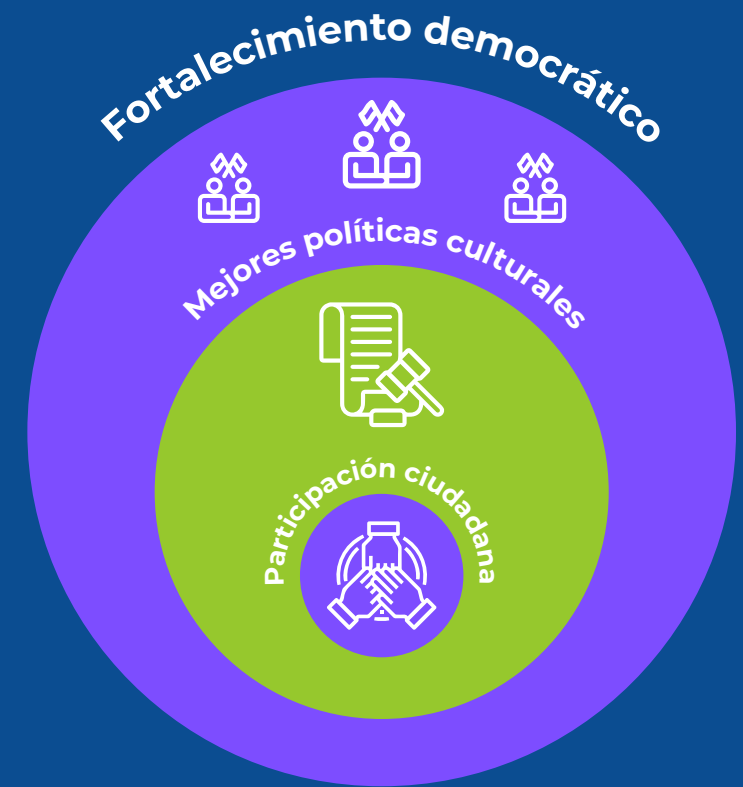 Fortalecimiento democrático
Mejores políticas culturales
Participación ciudadana